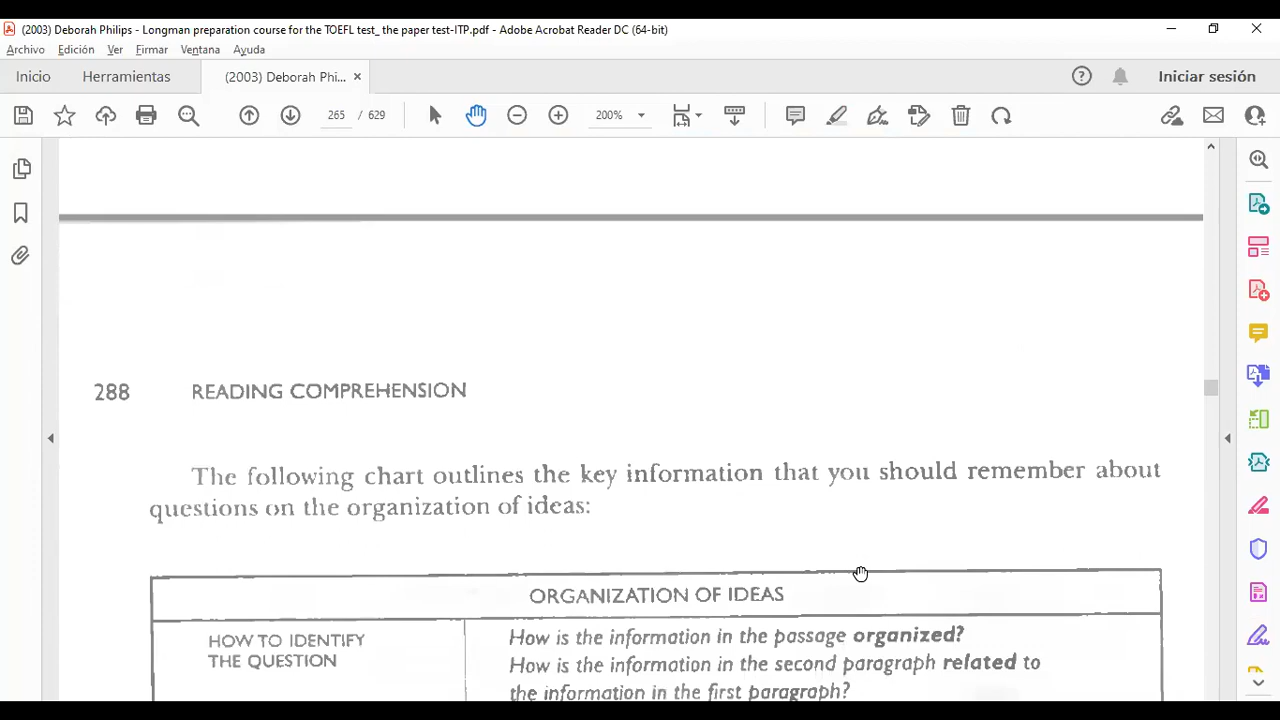 (2003) Deborah Philips - Longman preparation course for the TOEFL test_ the paper test-ITP.pdf - Adobe Acrobat Reader DC (64-bit)
Archivo Edición Ver Firmar Ventana Ayuda
Inicio Herramientas (2003) Deborah Phi... × Iniciar sesión
265 / 629 200%
288 READING COMPREHENSION
The following chart outlines the key information that you should remember about
questions on the organization of ideas:
ORGANIZATION OF IDEAS
HOW TO IDENTIFY
THE QUESTION
How is the information in the passage organized?
How is the information in the second paragraph related to
the information in the first paragraph?